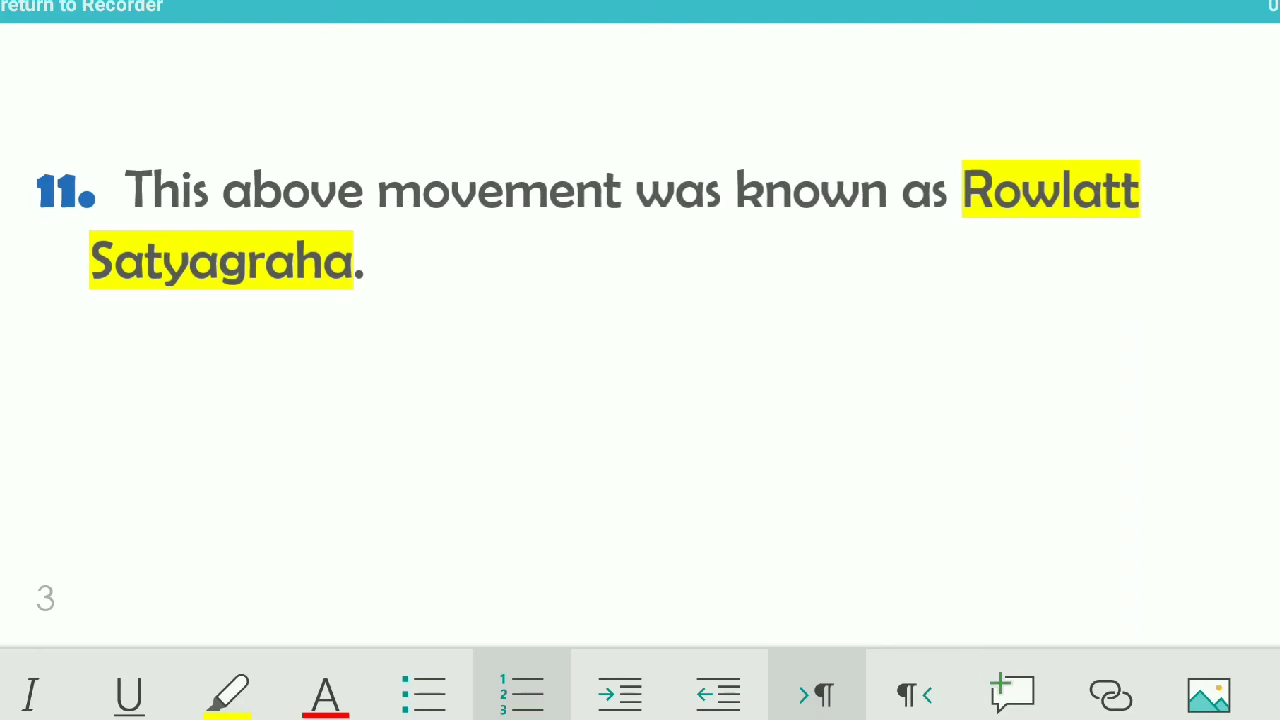 return to Recorder
11. This above movement was known as Rowlatt
Satyagraha.
3